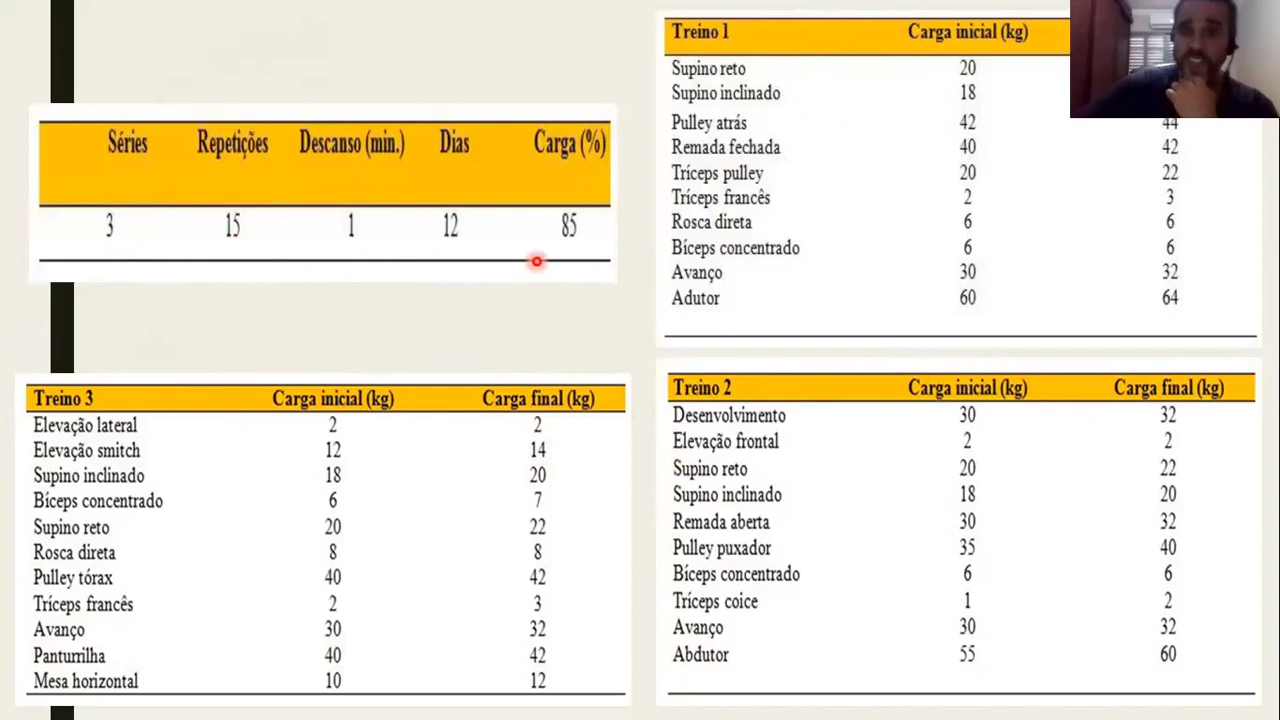 Séries Repetições Descanso (min.) Dias Carga (%)
3 15 1 12 85
Treino 1 Carga inicial (kg)
Supino reto 20
Supino inclinado 18
Pulley atrás 42 44
Remada fechada 40 42
Tríceps pulley 20 22
Tríceps francês 2 3
Rosca direta 6 6
Bíceps concentrado 6 6
Avanço 30 32
Adutor 60 64
Treino 3 Carga inicial (kg) Carga final (kg)
Elevação lateral 2 2
Elevação smitch 12 14
Supino inclinado 18 20
Bíceps concentrado 6 7
Supino reto 20 22
Rosca direta 8 8
Pulley tórax 40 42
Tríceps francês 2 3
Avanço 30 32
Panturrilha 40 42
Mesa horizontal 10 12
Treino 2 Carga inicial (kg) Carga final (kg)
Desenvolvimento 30 32
Elevação frontal 2 2
Supino reto 20 22
Supino inclinado 18 20
Remada aberta 30 32
Pulley puxador 35 40
Bíceps concentrado 6 6
Tríceps coice 1 2
Avanço 30 32
Abdutor 55 60